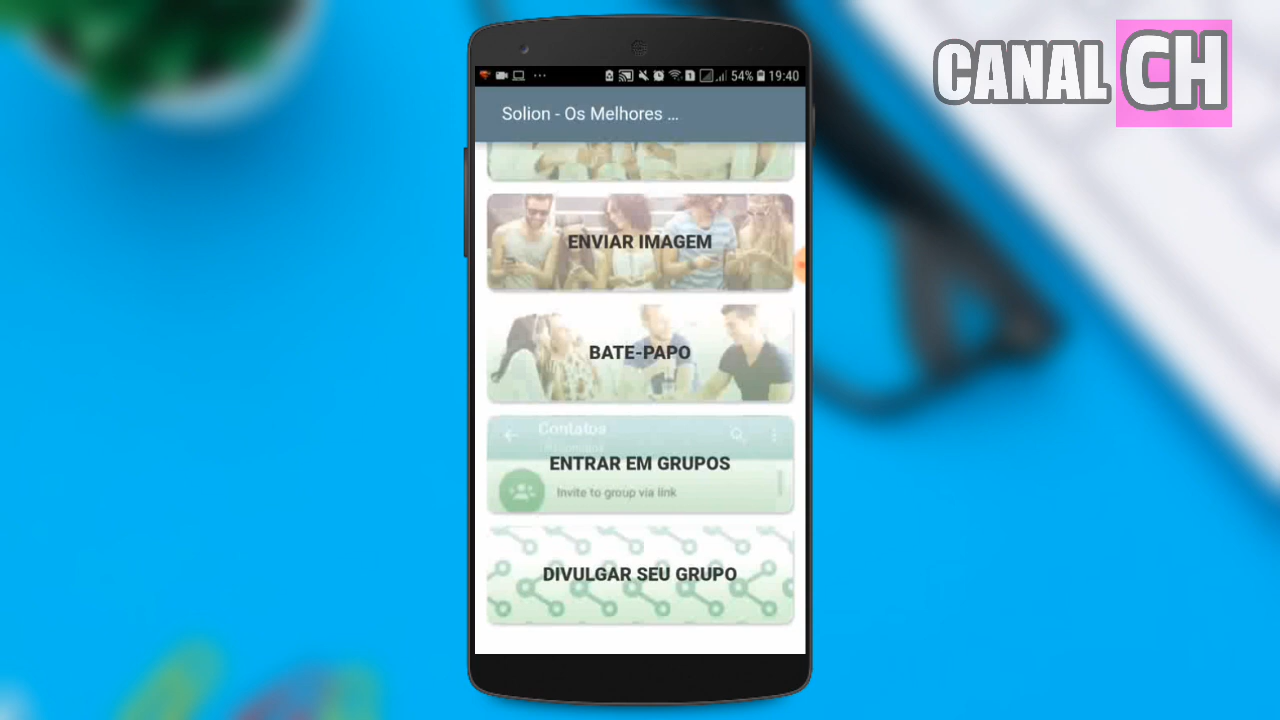 CANAL CH
54% 19:40
Solion - Os Melhores ...
ENVIAR IMAGEM
BATE-PAPO
Contatos
ENTRAR EM GRUPOS
Invite to group via link
DIVULGAR SEU GRUPO